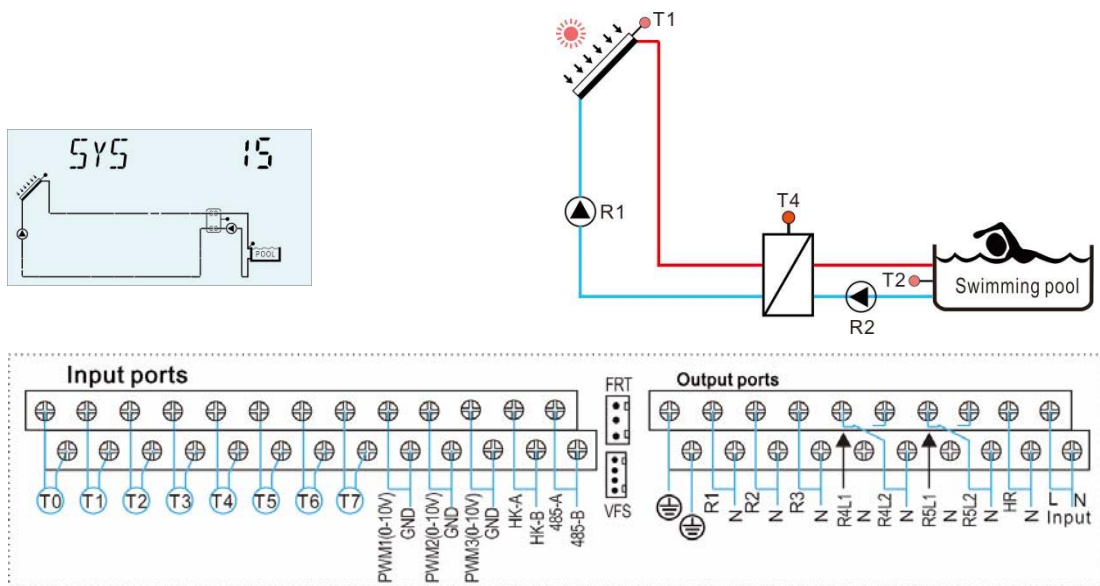 SYS 15
POOL
T1
R1
T4
T2
Swimming pool
R2
Input ports
FRT
Output ports
T0 T1 T2 T3 T4 T5 T6 T7
PWM1(0-10V)
GND
PWM2(0-10V)
GND
PWM3(0-10V)
GND
HK-A
HK-B
485-A
485-B
VFS
R1
N
R2
N
R3
N
R4L1
N
R4L2
N
R5L1
N
R5L2
N
HR
N
L N
Input